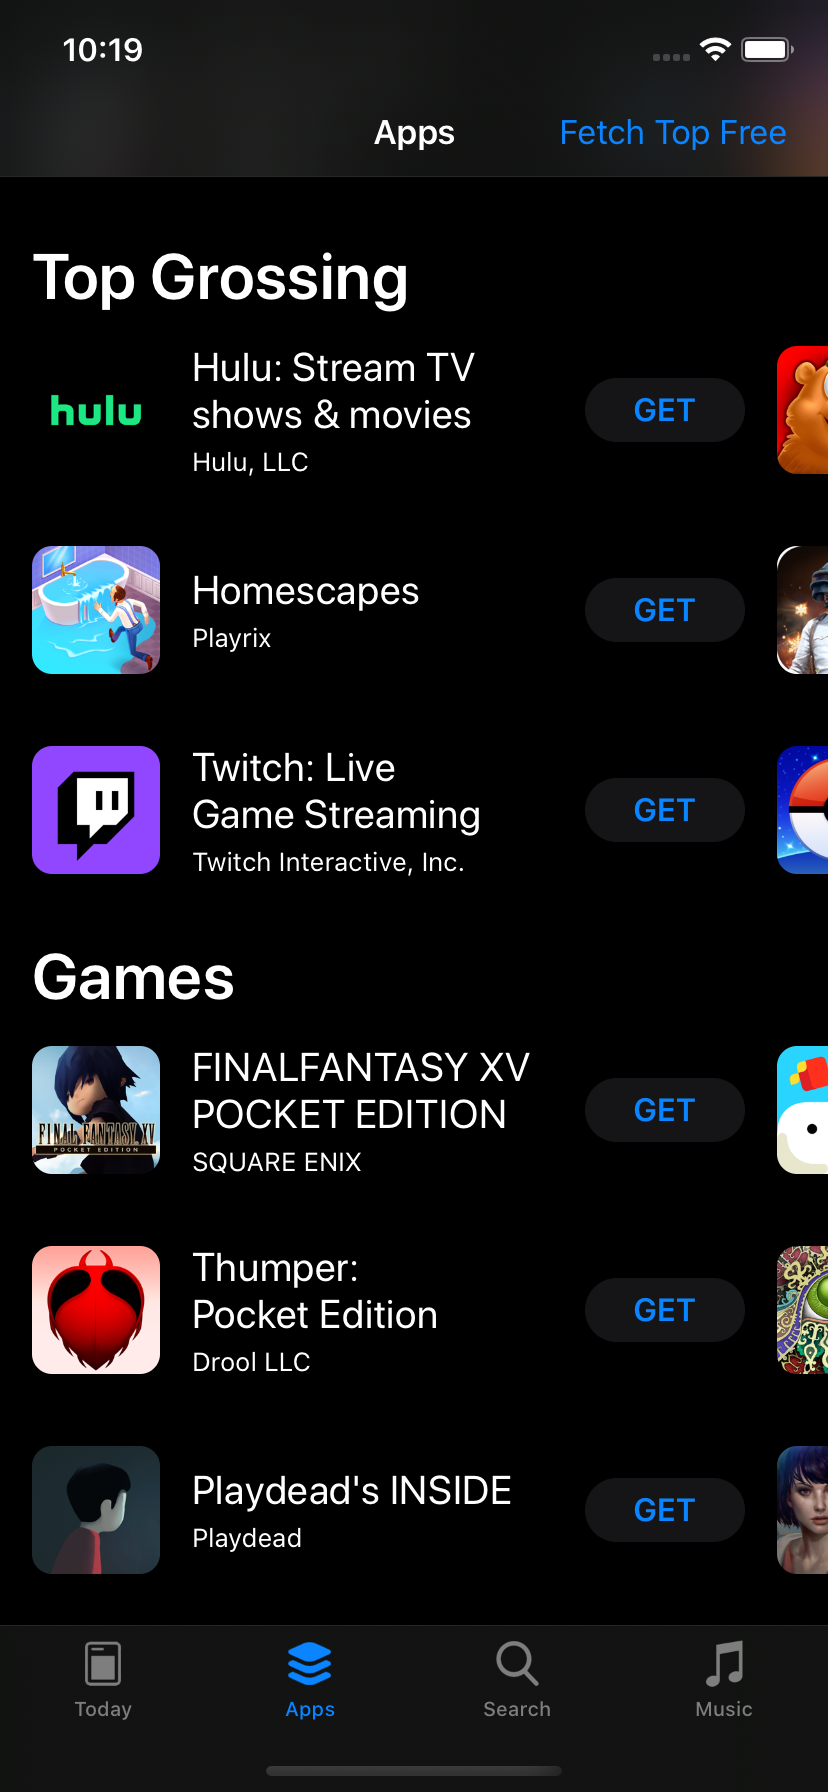 10:19
Apps
Fetch Top Free
Top Grossing
hulu
Hulu: Stream TV
shows & movies
Hulu, LLC
GET
Homescapes
Playrix
GET
Twitch: Live
Game Streaming
Twitch Interactive, Inc.
GET
Games
FINAL FANTASY XV
POCKET EDITION
FINALFANTASY XV
POCKET EDITION
SQUARE ENIX
GET
Thumper:
Pocket Edition
Drool LLC
GET
Playdead's INSIDE
Playdead
GET
Today
Apps
Search
Music